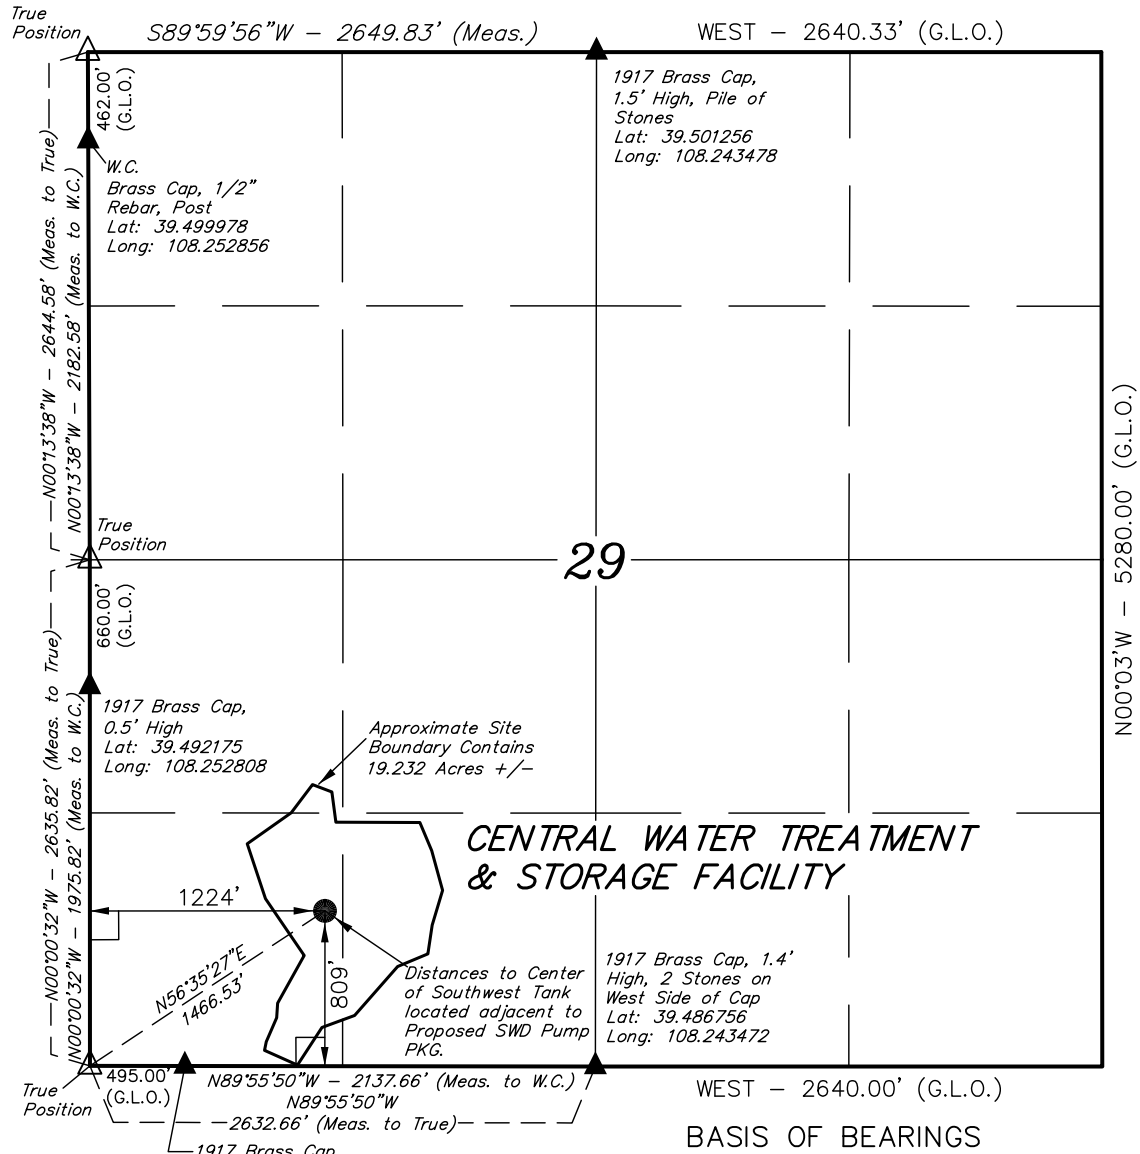 True
Position
S89°59'56"W - 2649.83' (Meas.)
WEST - 2640.33' (G.L.O.)
462.00'
(G.L.O.)
1917 Brass Cap,
1.5' High, Pile of
Stones
Lat: 39.501256
Long: 108.243478
W.C.
Brass Cap, 1/2"
Rebar, Post
Lat: 39.499978
Long: 108.252856
N00°13'38"W - 2644.58' (Meas. to True)
N00°13'38"W - 2182.58' (Meas. to W.C.)
True
Position
29
N00°03'W - 5280.00' (G.L.O.)
660.00'
(G.L.O.)
N00°00'32"W - 2635.82' (Meas. to True)
N00°00'32"W - 1975.82' (Meas. to W.C.)
1917 Brass Cap,
0.5' High
Lat: 39.492175
Long: 108.252808
Approximate Site
Boundary Contains
19.232 Acres +/-
CENTRAL WATER TREATMENT
& STORAGE FACILITY
1224'
809'
N56°35'27"E
1466.53'
Distances to Center
of Southwest Tank
located adjacent to
Proposed SWD Pump
PKG.
1917 Brass Cap, 1.4'
High, 2 Stones on
West Side of Cap
Lat: 39.486756
Long: 108.243472
True
Position
495.00'
(G.L.O.)
N89°55'50"W - 2137.66' (Meas. to W.C.)
N89°55'50"W
2632.66' (Meas. to True)
WEST - 2640.00' (G.L.O.)
BASIS OF BEARINGS
1917 Brass Cap